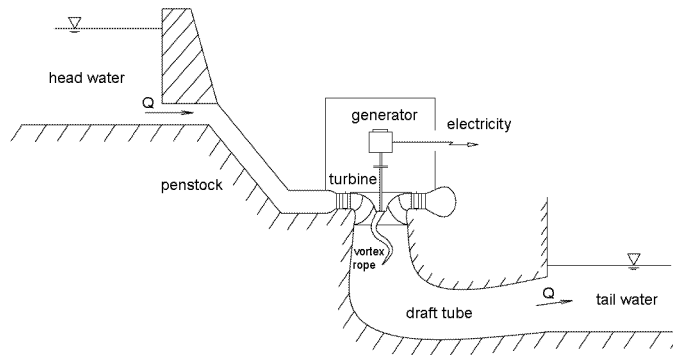 head water
Q
generator
electricity
penstock
turbine
vortex
rope
draft tube
Q
tail water